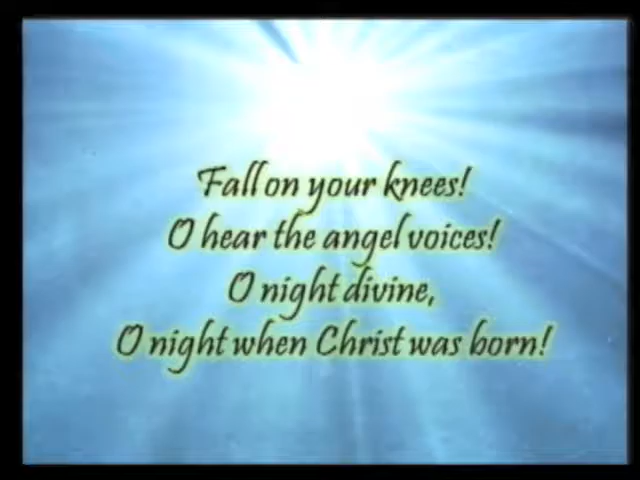 Fall on your knees!
O hear the angel voices!
O night divine,
O night when Christ was born!